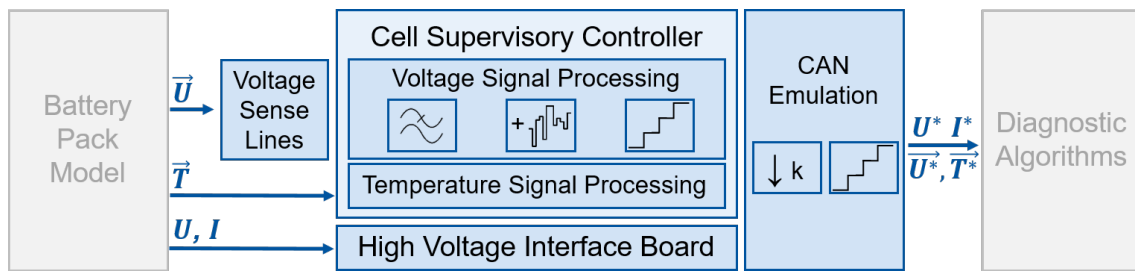 Battery
Pack
Model
U
T
U, I
Voltage
Sense
Lines
Cell Supervisory Controller
Voltage Signal Processing
+
Temperature Signal Processing
High Voltage Interface Board
CAN
Emulation
↓ k
U* I*
U*, T*
Diagnostic
Algorithms